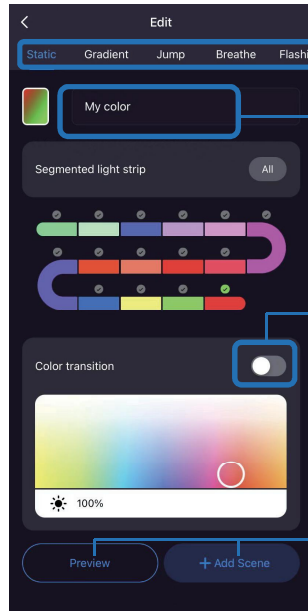 Edit
Static Gradient Jump Breathe Flashi
My color
Segmented light strip All
Color transition
100%
Preview + Add Scene